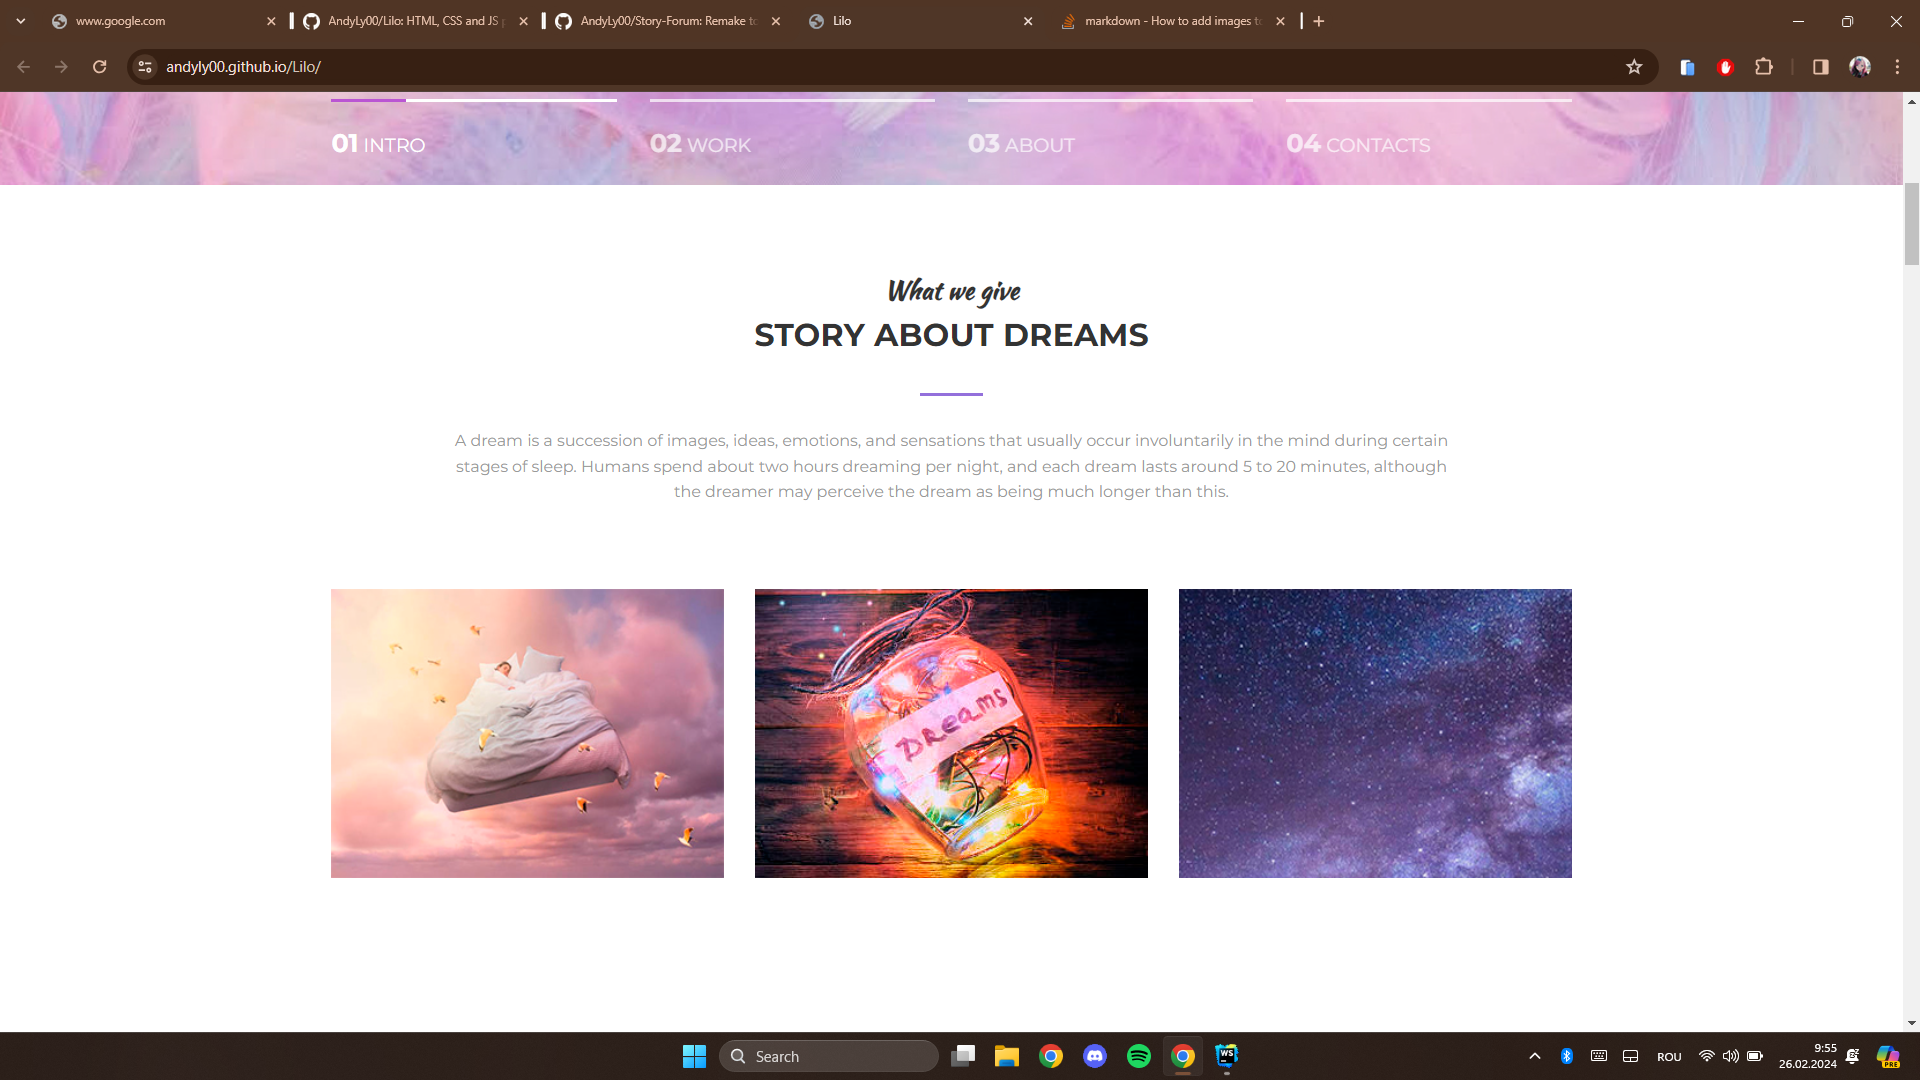 www.google.com
AndyLy00/Lilo: HTML, CSS and JS
AndyLy00/Story-Forum: Remake to
Lilo
markdown - How to add images to
andyly00.github.io/Lilo/
01 INTRO
02 WORK
03 ABOUT
04 CONTACTS
What we give
STORY ABOUT DREAMS
A dream is a succession of images, ideas, emotions, and sensations that usually occur involuntarily in the mind during certain
stages of sleep. Humans spend about two hours dreaming per night, and each dream lasts around 5 to 20 minutes, although
the dreamer may perceive the dream as being much longer than this.
DReamS
Search
WS
ROU
9:55
26.02.2024
PRE